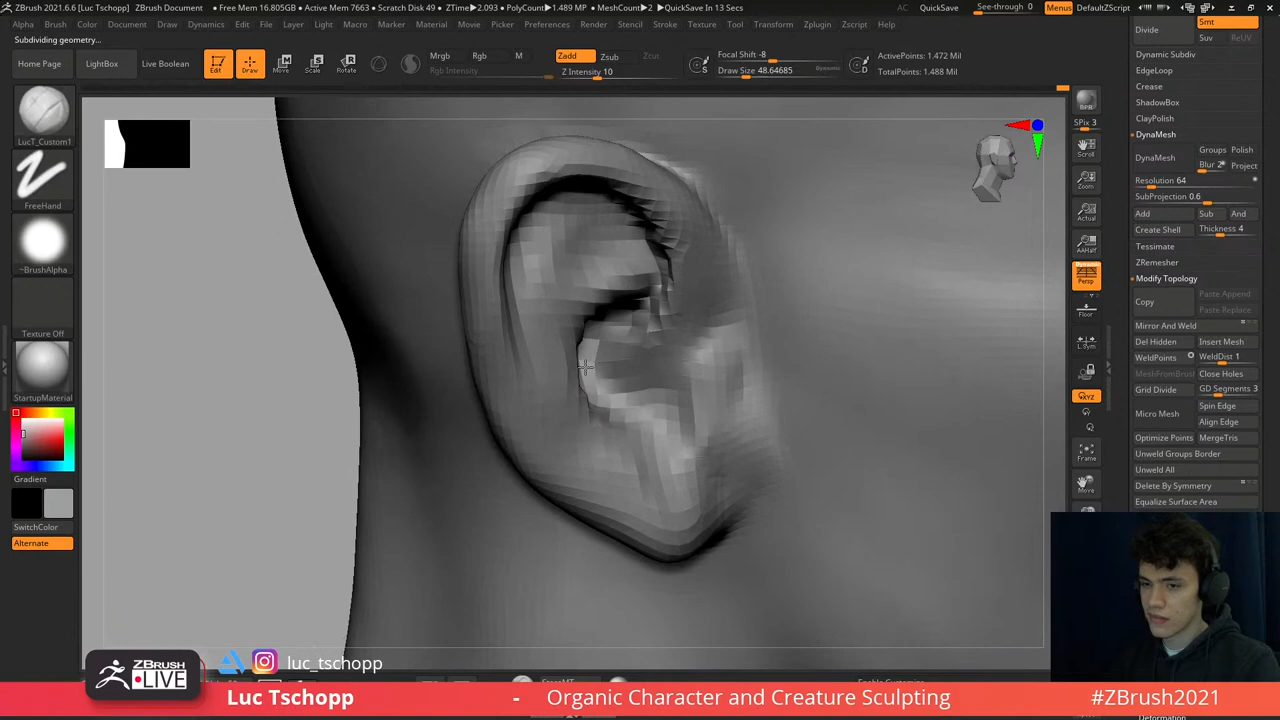 ZBrush 2021.6.6 [Luc Tschopp] ZBrush Document • Free Mem 16.805GB • Active Mem 7663 • Scratch Disk 49 • ZTime▶2.093 • PolyCount▶1.489 MP • MeshCount▶2 • QuickSave In 13 Secs AC QuickSave See-through 0 Menus DefaultZScript
Alpha Brush Color Document Draw Dynamics Edit File Layer Light Macro Marker Material Movie Picker Preferences Render Stencil Stroke Texture Tool Transform Zplugin Zscript Help
Subdividing geometry...
Home Page
LightBox
Live Boolean
Edit
Draw
Move
Scale
Rotate
Mrgb Rgb M
Rgb Intensity
Zadd Zsub Zcut
Z Intensity 10
Focal Shift -8
Draw Size 48.64685 Dynamic
ActivePoints: 1.472 Mil
TotalPoints: 1.488 Mil
LucT_Custom1
FreeHand
~BrushAlpha
Texture Off
StartupMaterial
Gradient
SwitchColor
Alternate
BPR
SPix 3
Scroll
Zoom
Actual
AAHalf
Dynamic
Persp
Floor
L.Sym
XYZ
Frame
Move
Divide
Smt
Suv ReUV
Dynamic Subdiv
EdgeLoop
Crease
ShadowBox
ClayPolish
DynaMesh
DynaMesh
Groups Polish
Blur 2 Project
Resolution 64
SubProjection 0.6
Add Sub And
Create Shell Thickness 4
Tessimate
ZRemesher
Modify Topology
Copy
Paste Append
Paste Replace
Mirror And Weld
Del Hidden Insert Mesh
WeldPoints WeldDist 1
MeshFromBrush Close Holes
Grid Divide GD Segments 3
Micro Mesh
Spin Edge
Align Edge
Optimize Points MergeTris
Unweld Groups Border
Unweld All
Delete By Symmetry
Equalize Surface Area
ZBRUSH
LIVE
luc_tschopp
Luc Tschopp - Organic Character and Creature Sculpting #ZBrush2021